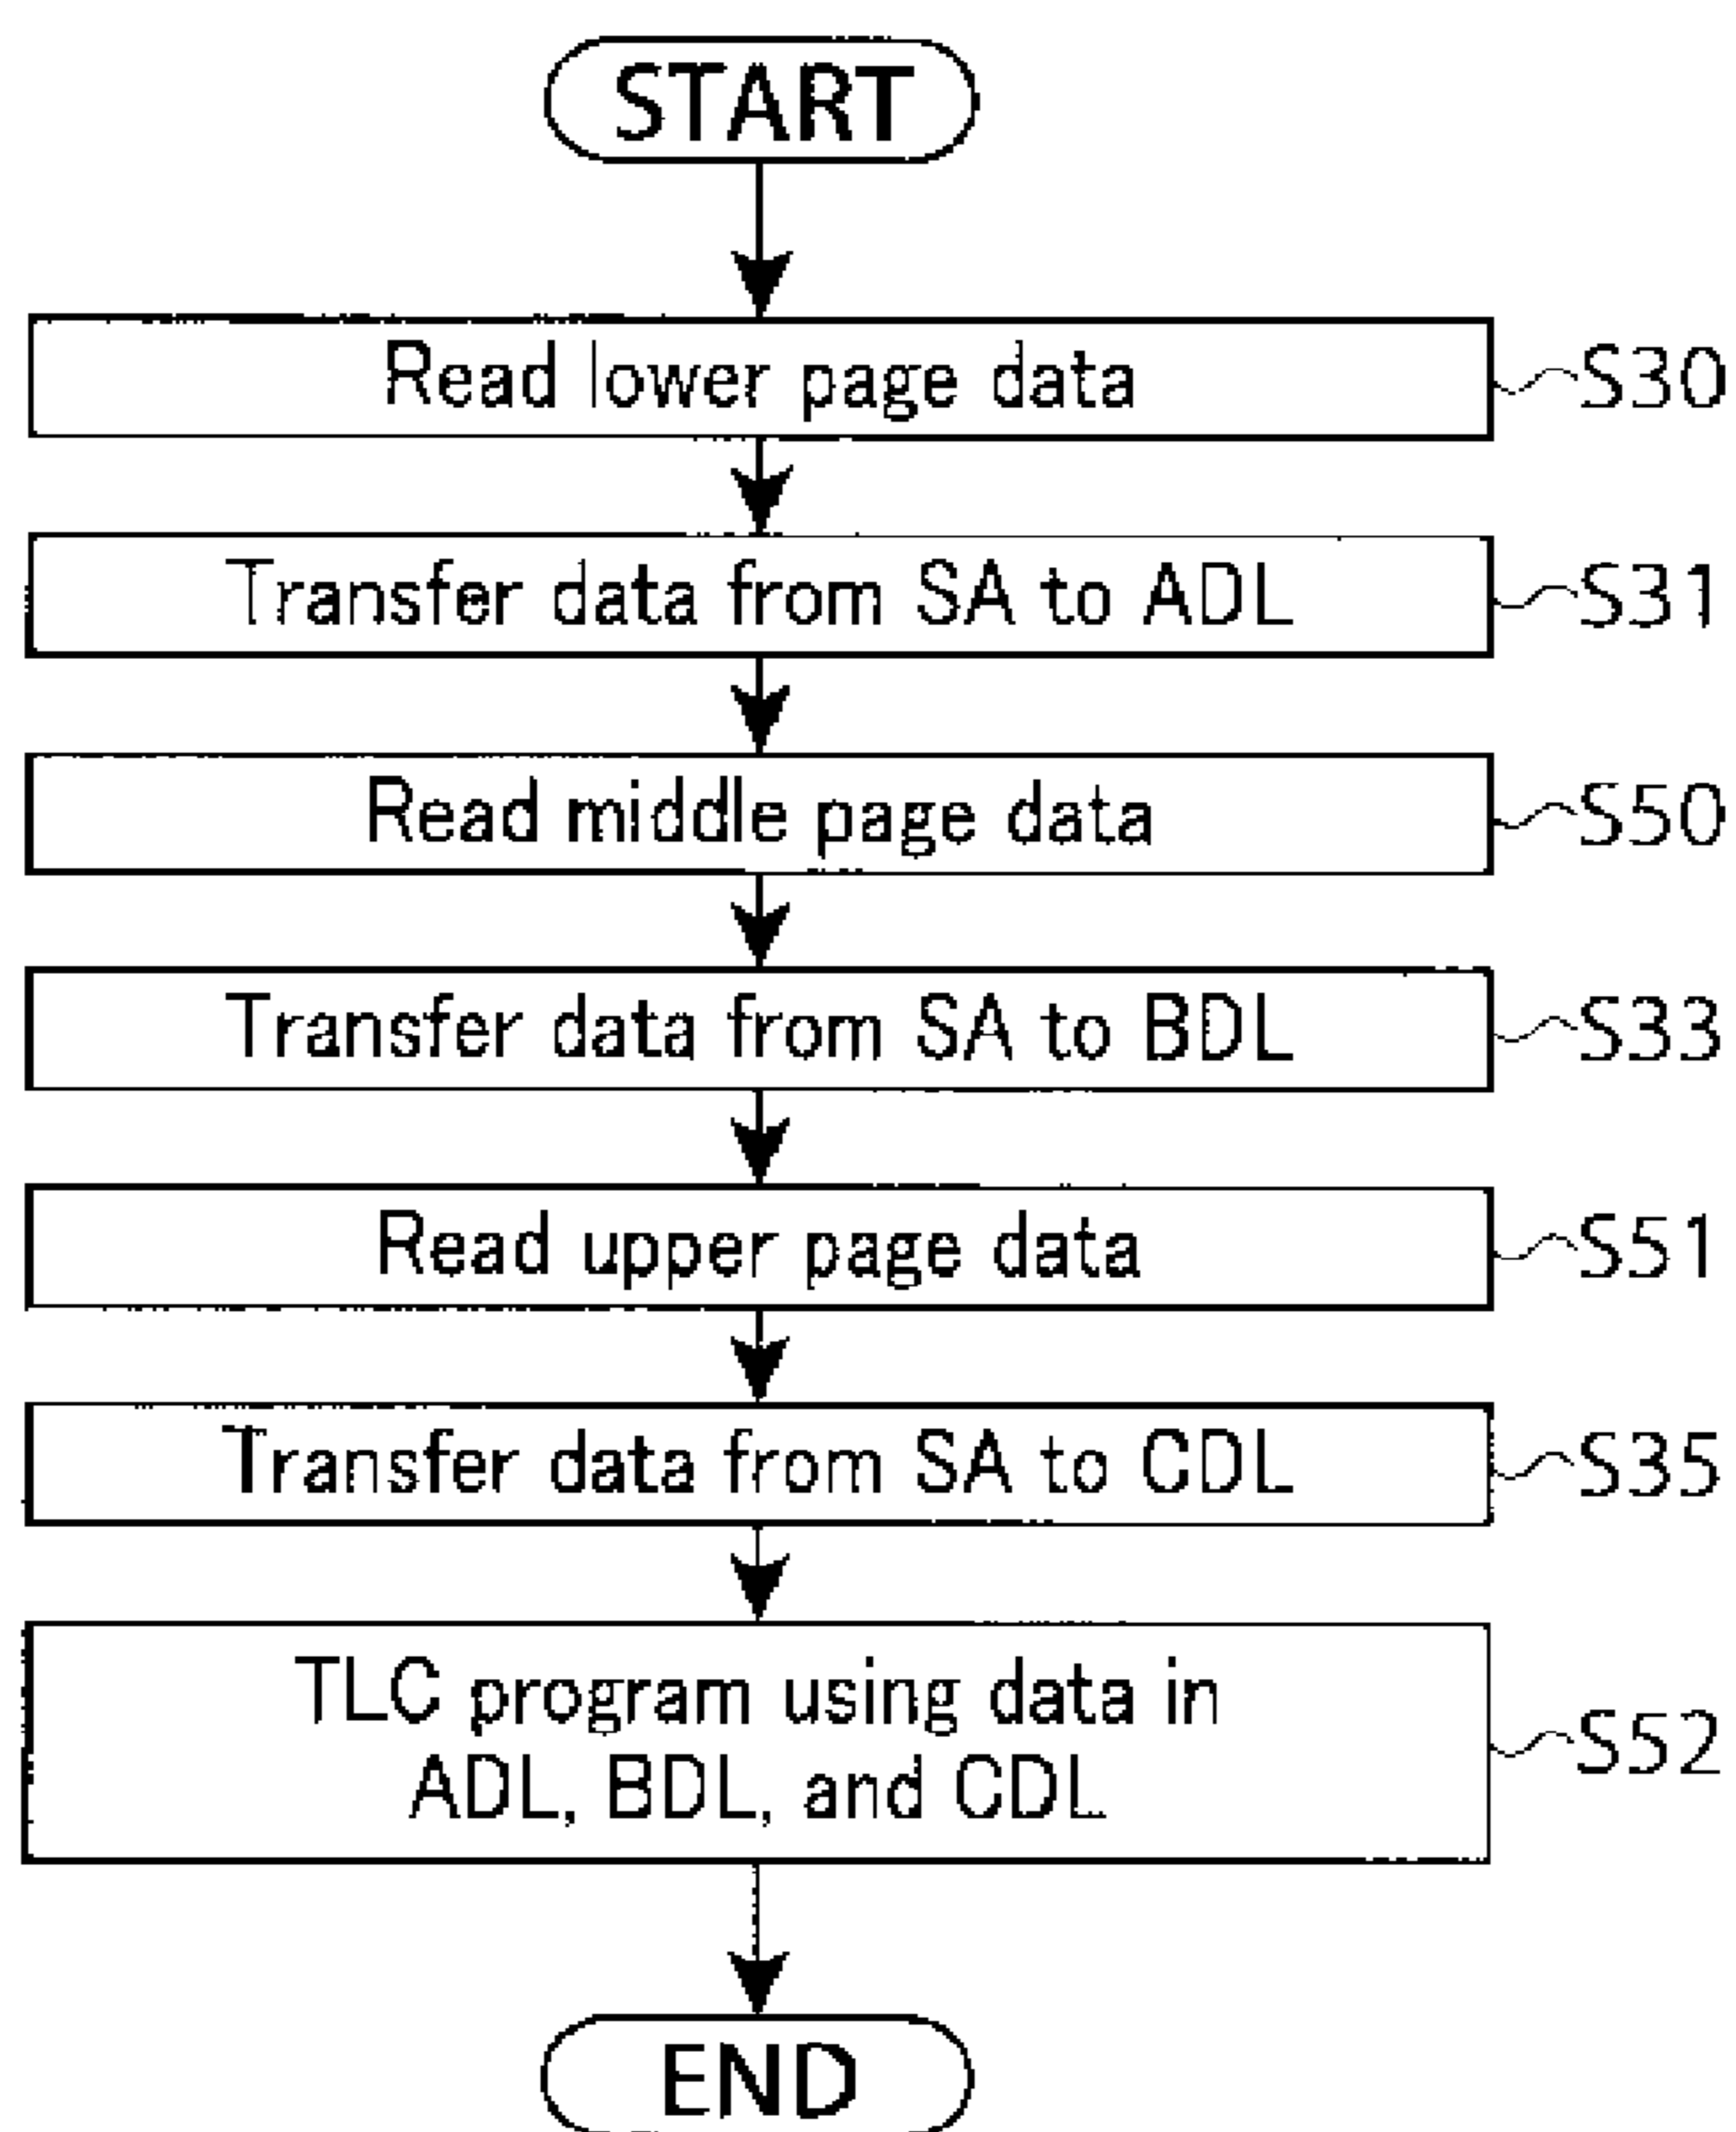 START
Read lower page data S30
Transfer data from SA to ADL S31
Read middle page data S50
Transfer data from SA to BDL S33
Read upper page data S51
Transfer data from SA to CDL S35
TLC program using data in
ADL, BDL, and CDL S52
END